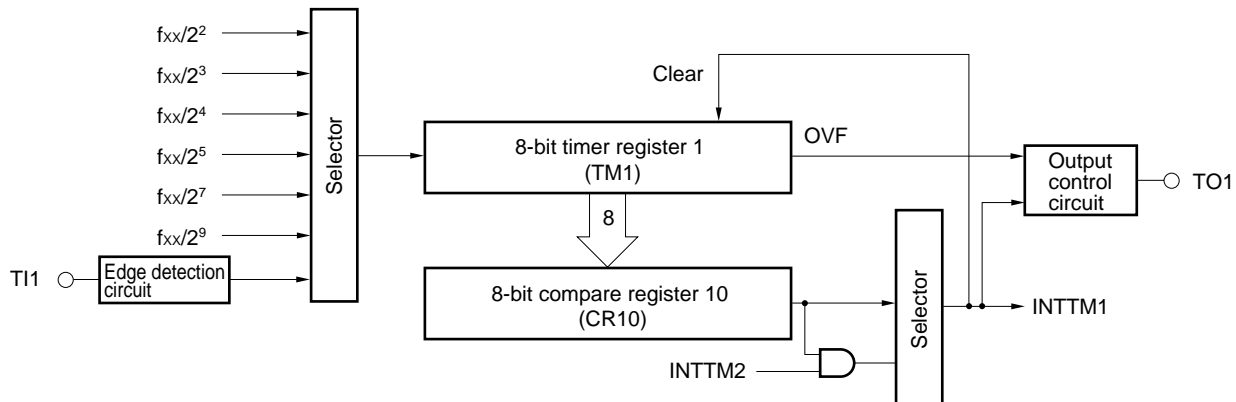 fxx/2²
fxx/2³
fxx/2⁴
fxx/2⁵
fxx/2⁷
fxx/2⁹
TI1
Edge detection
circuit
Selector
Clear
8-bit timer register 1
(TM1)
OVF
8
8-bit compare register 10
(CR10)
INTTM2
Selector
Output
control
circuit
TO1
INTTM1